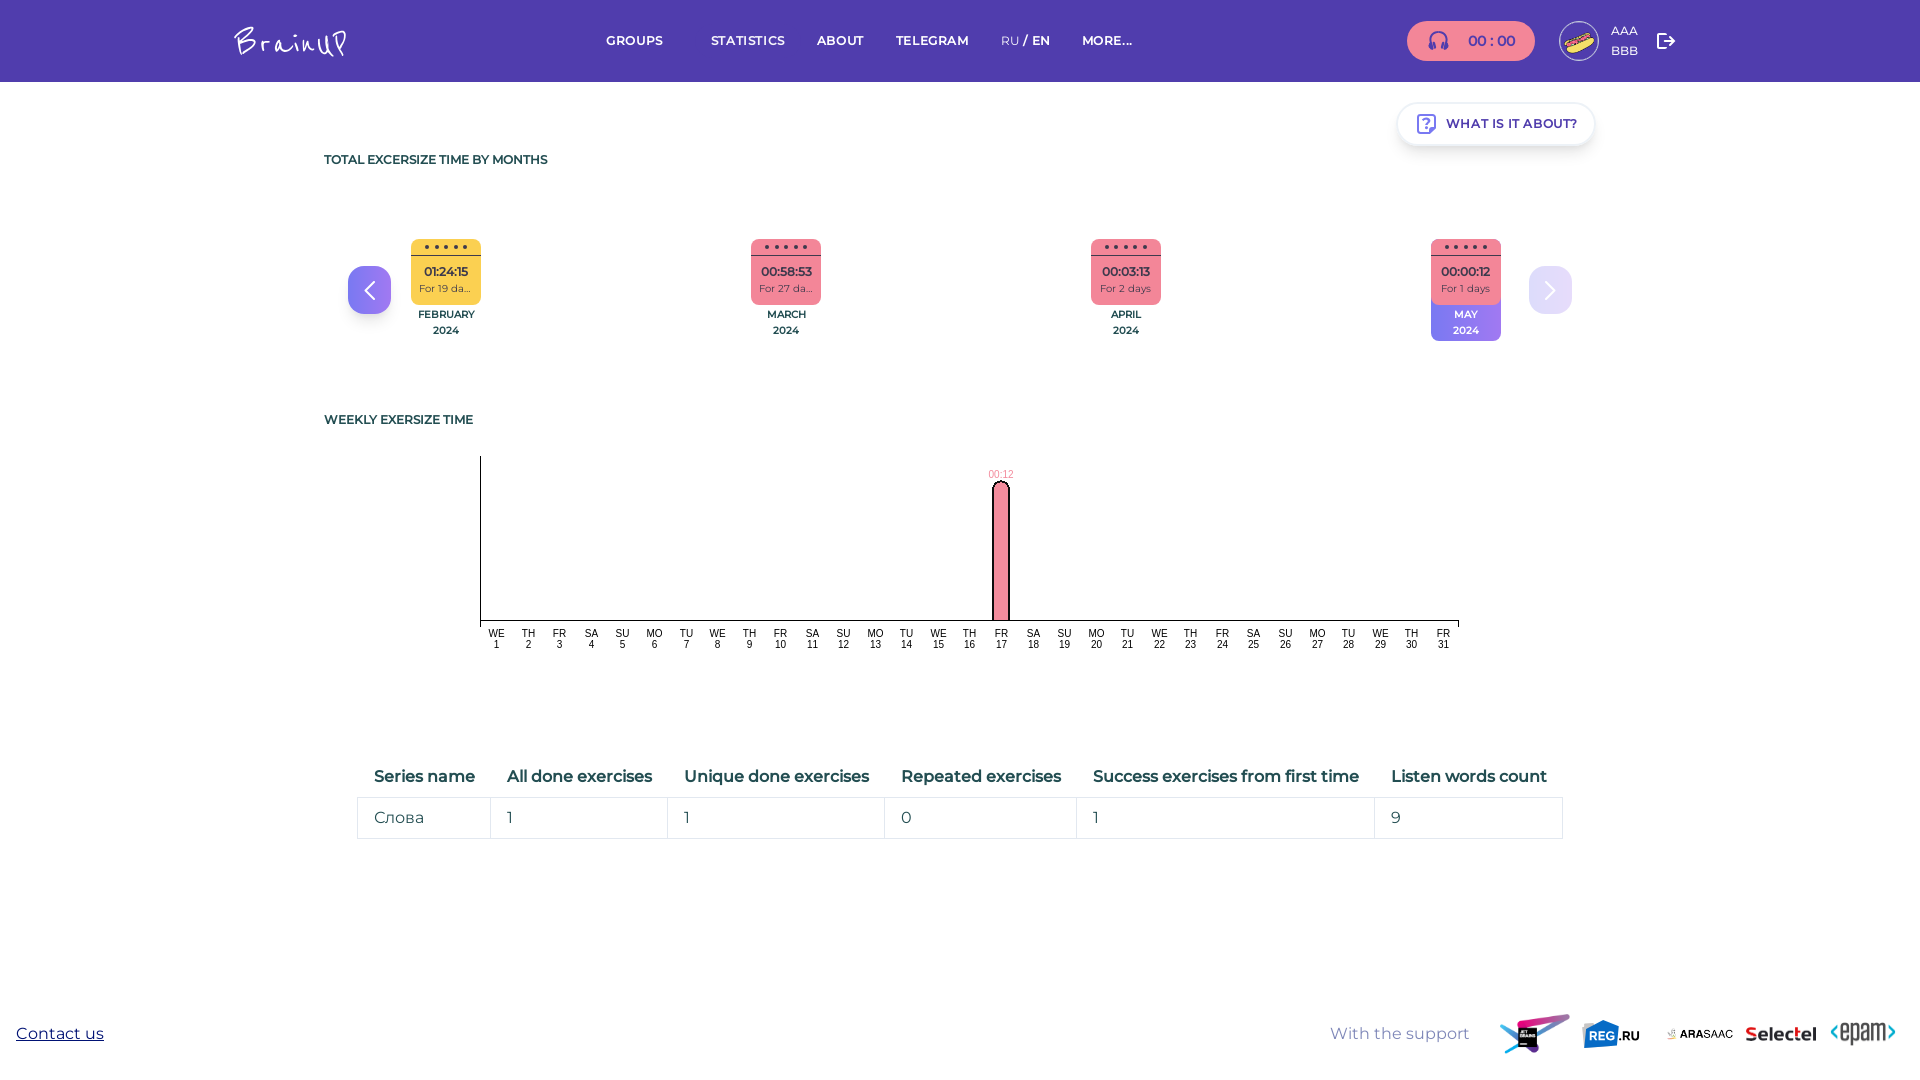 BrainUP
GROUPS STATISTICS ABOUT TELEGRAM RU / EN MORE...
00 : 00
AAA
BBB
WHAT IS IT ABOUT?
TOTAL EXCERSIZE TIME BY MONTHS
01:24:15
For 19 da...
FEBRUARY
2024
00:58:53
For 27 da...
MARCH
2024
00:03:13
For 2 days
APRIL
2024
00:00:12
For 1 days
MAY
2024
WEEKLY EXERSIZE TIME
00:12
WE TH FR SA SU MO TU WE TH FR SA SU MO TU WE TH FR SA SU MO TU WE TH FR SA SU MO TU WE TH FR
1 2 3 4 5 6 7 8 9 10 11 12 13 14 15 16 17 18 19 20 21 22 23 24 25 26 27 28 29 30 31
Series name All done exercises Unique done exercises Repeated exercises Success exercises from first time Listen words count
Слова 1 1 0 1 9
Contact us
With the support
REG.RU
ARASAAC
Selectel
<epam>